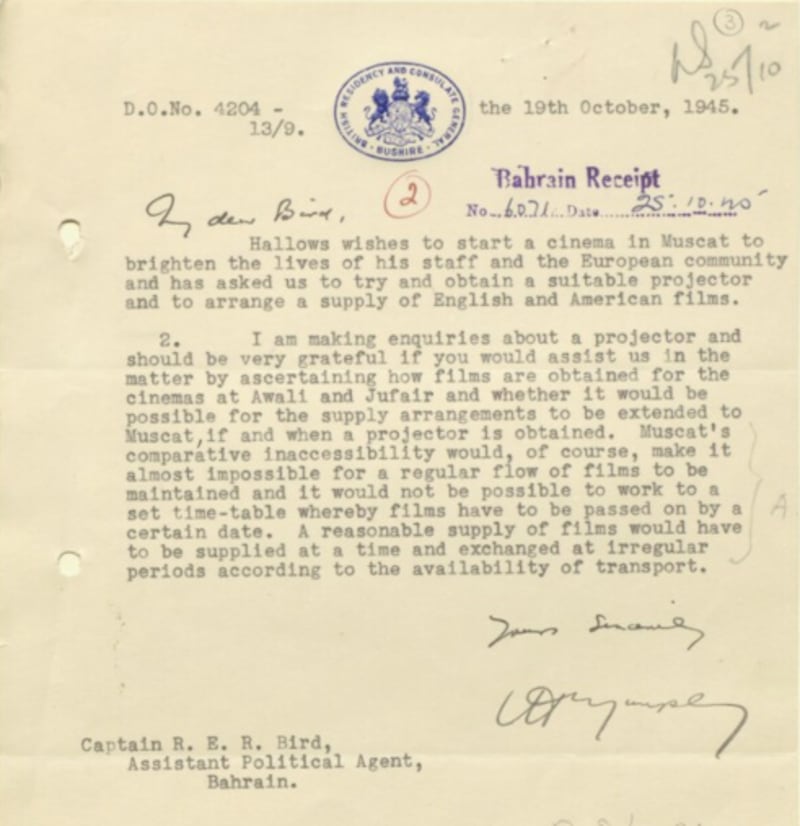 3
25/10
D.O.No. 4204 -
13/9.
BRITISH RESIDENCY AND CONSULATE GENERAL
· BUSHIRE ·
the 19th October, 1945.
Bahrain Receipt
No. 6071 Date 25.10.45
2
My dear Bird,
Hallows wishes to start a cinema in Muscat to
brighten the lives of his staff and the European community
and has asked us to try and obtain a suitable projector
and to arrange a supply of English and American films.
2. I am making enquiries about a projector and
should be very grateful if you would assist us in the
matter by ascertaining how films are obtained for the
cinemas at Awali and Jufair and whether it would be
possible for the supply arrangements to be extended to
Muscat,if and when a projector is obtained. Muscat's
comparative inaccessibility would, of course, make it
almost impossible for a regular flow of films to be
maintained and it would not be possible to work to a
set time-table whereby films have to be passed on by a
certain date. A reasonable supply of films would have
to be supplied at a time and exchanged at irregular
periods according to the availability of transport.
A.
Yours Sincerely
Captain R. E. R. Bird,
Assistant Political Agent,
Bahrain.